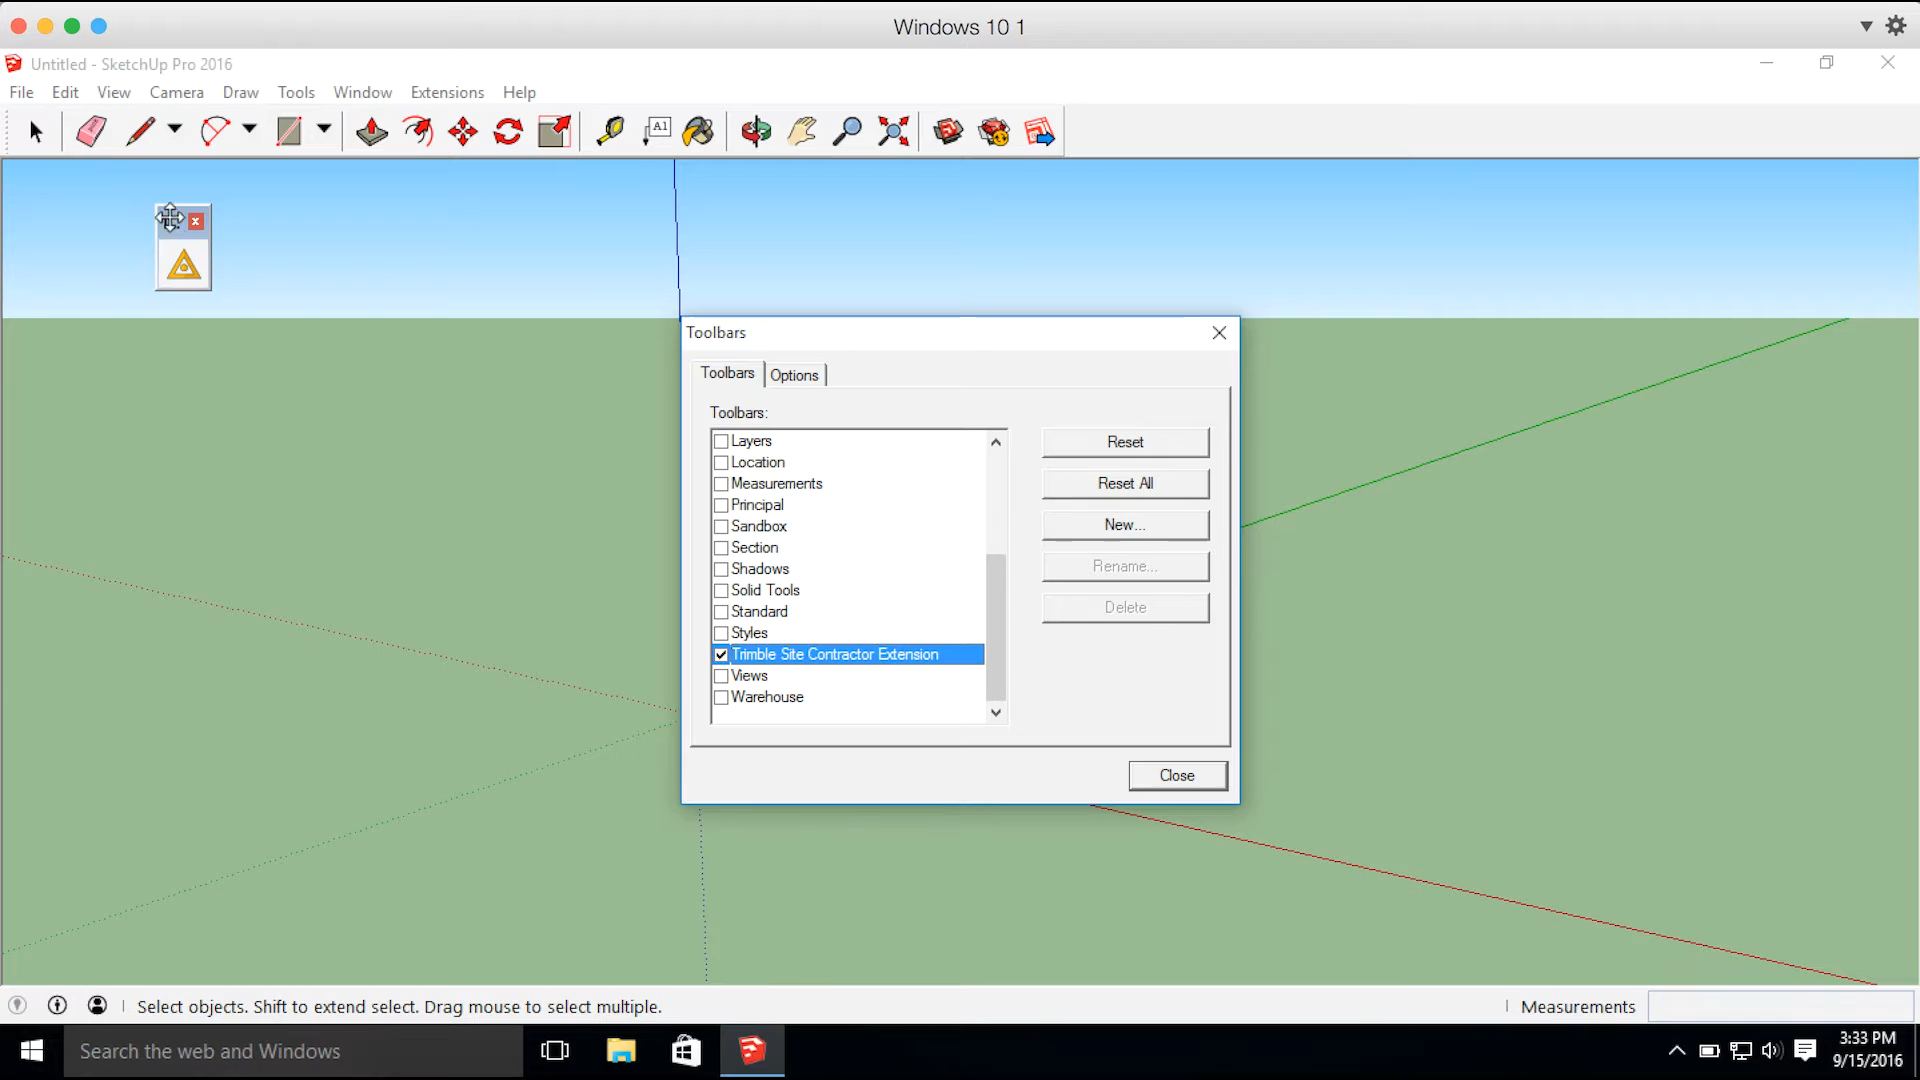 Windows 10 1
Untitled - SketchUp Pro 2016
File Edit View Camera Draw Tools Window Extensions Help
A1
x
Toolbars
Toolbars Options
Toolbars:
Layers
Location
Measurements
Principal
Sandbox
Section
Shadows
Solid Tools
Standard
Styles
Trimble Site Contractor Extension
Views
Warehouse
Reset
Reset All
New...
Rename...
Delete
Close
Select objects. Shift to extend select. Drag mouse to select multiple.
Measurements
Search the web and Windows
3:33 PM
9/15/2016